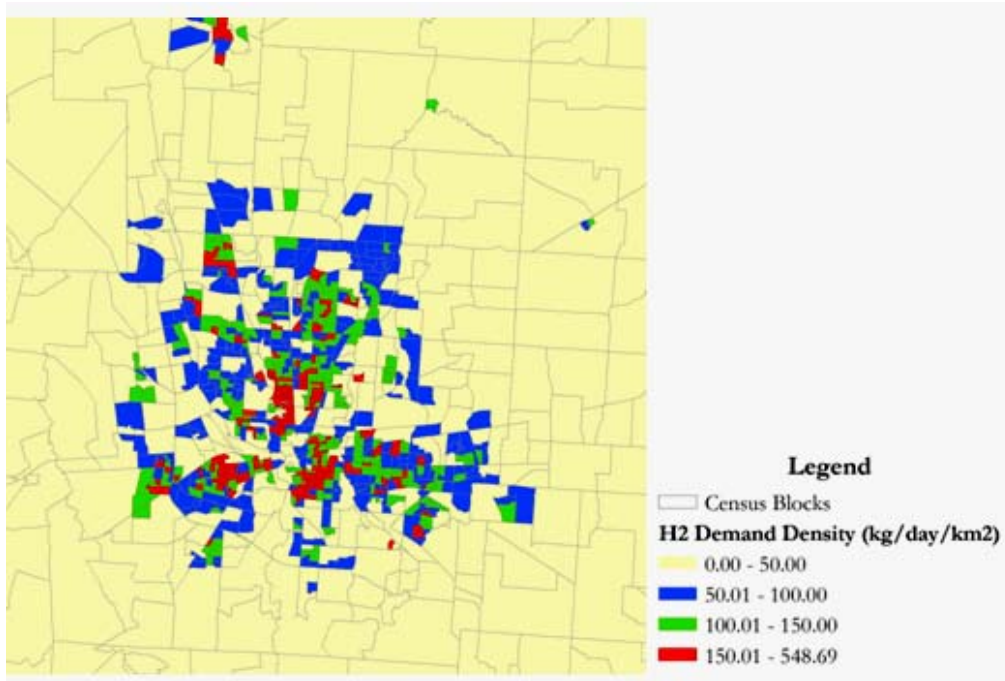 Legend
Census Blocks
H2 Demand Density (kg/day/km2)
0.00 - 50.00
50.01 - 100.00
100.01 - 150.00
150.01 - 548.69